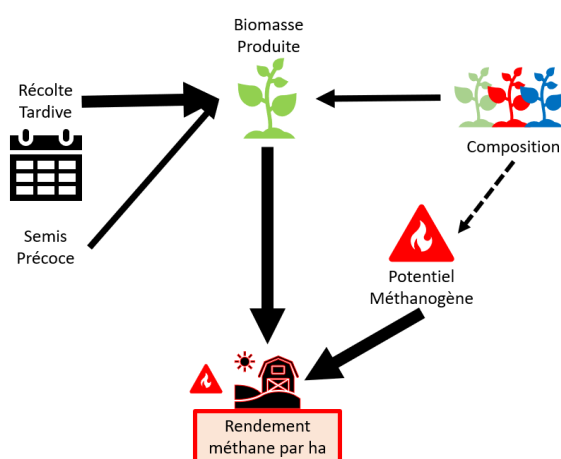 Biomasse
Produite
Récolte
Tardive
Composition
Semis
Précoce
Potentiel
Méthanogène
Rendement
méthane par ha